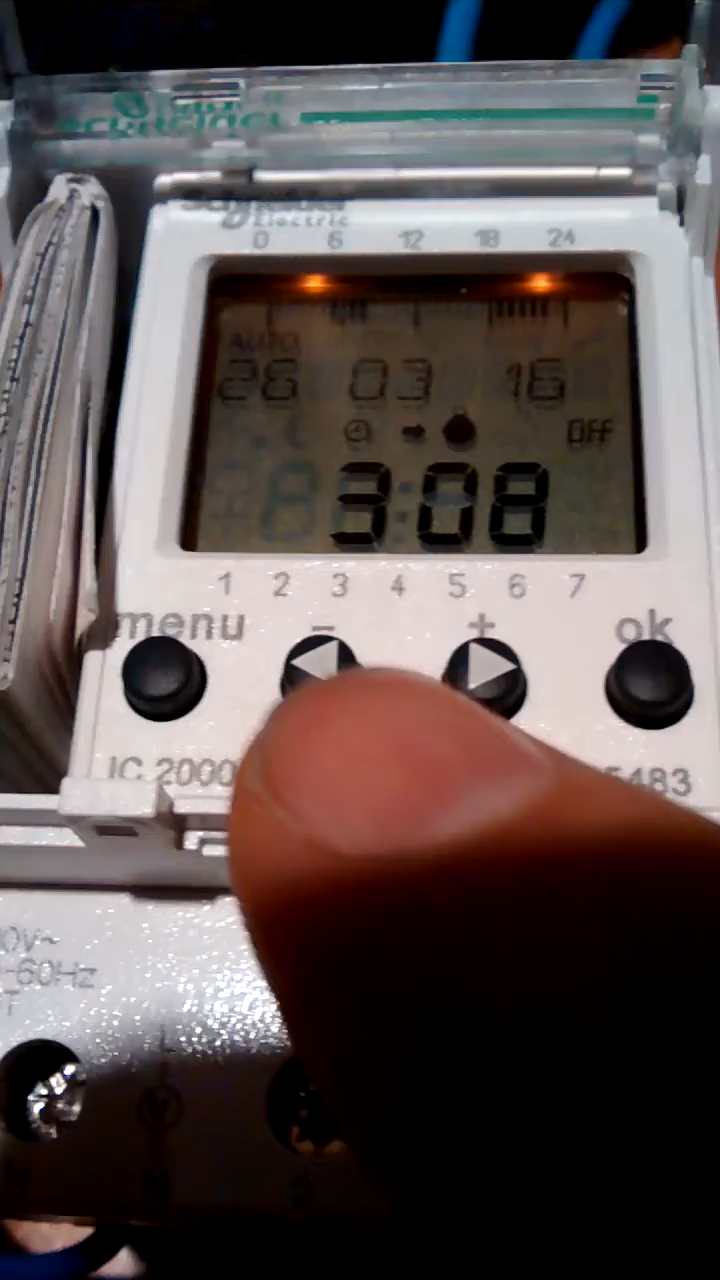 Schneider
Electric
0 6 12 18 24
AUTO
26 03 16
OFF
3:08
1 2 3 4 5 6 7
menu - + ok
IC 2000 5483
0V~
-60Hz
T
L
N